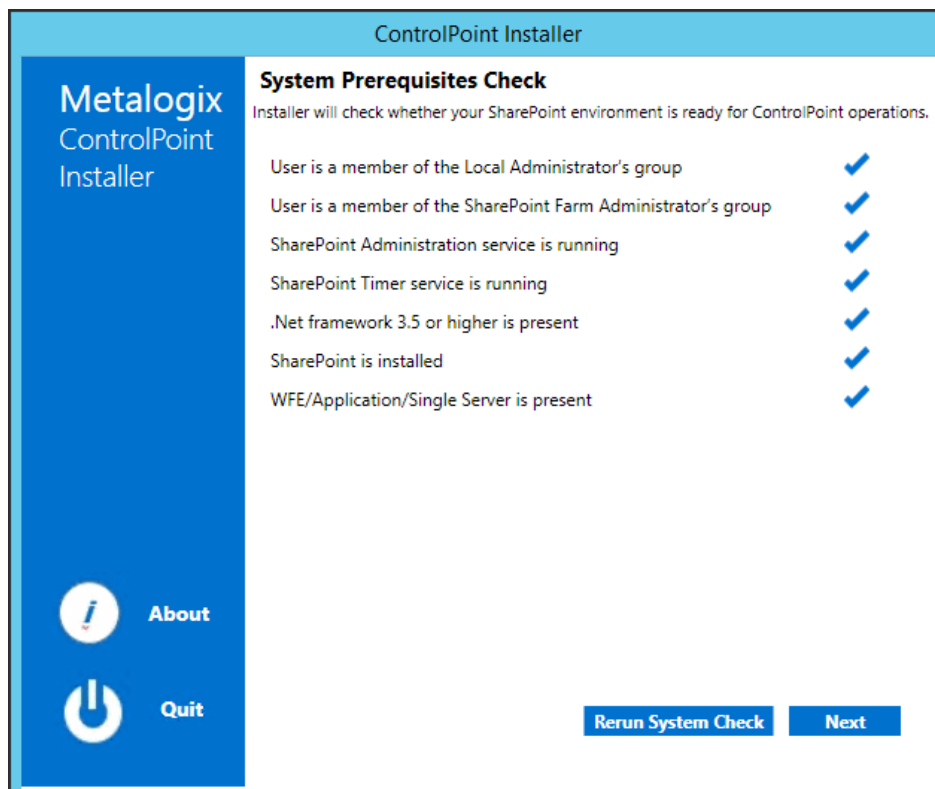 ControlPoint Installer
Metalogix
ControlPoint
Installer
System Prerequisites Check
Installer will check whether your SharePoint environment is ready for ControlPoint operations.
User is a member of the Local Administrator's group
User is a member of the SharePoint Farm Administrator's group
SharePoint Administration service is running
SharePoint Timer service is running
.Net framework 3.5 or higher is present
SharePoint is installed
WFE/Application/Single Server is present
About
Quit
Rerun System Check
Next